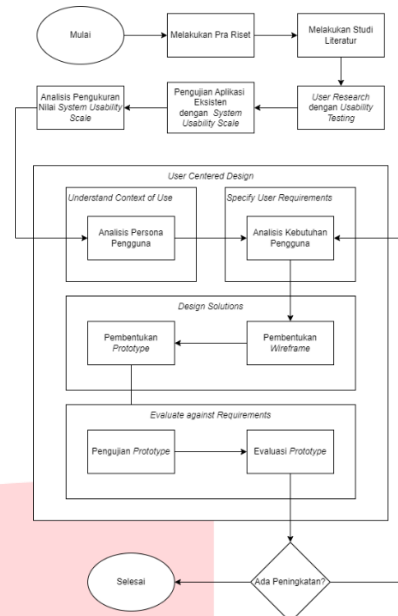 Mulai
Melakukan Pra Riset
Melakukan Studi
Literatur
User Research
dengan Usability
Testing
Pengujian Aplikasi
Eksisten
dengan System
Usability Scale
Analisis Pengukuran
Nilai System Usability
Scale
User Centered Design
Understand Context of Use
Analisis Persona
Pengguna
Specify User Requirements
Analisis Kebutuhan
Pengguna
Design Solutions
Pembentukan
Wireframe
Pembentukan
Prototype
Evaluate against Requirements
Pengujian Prototype
Evaluasi Prototype
Ada Peningkatan?
Selesai